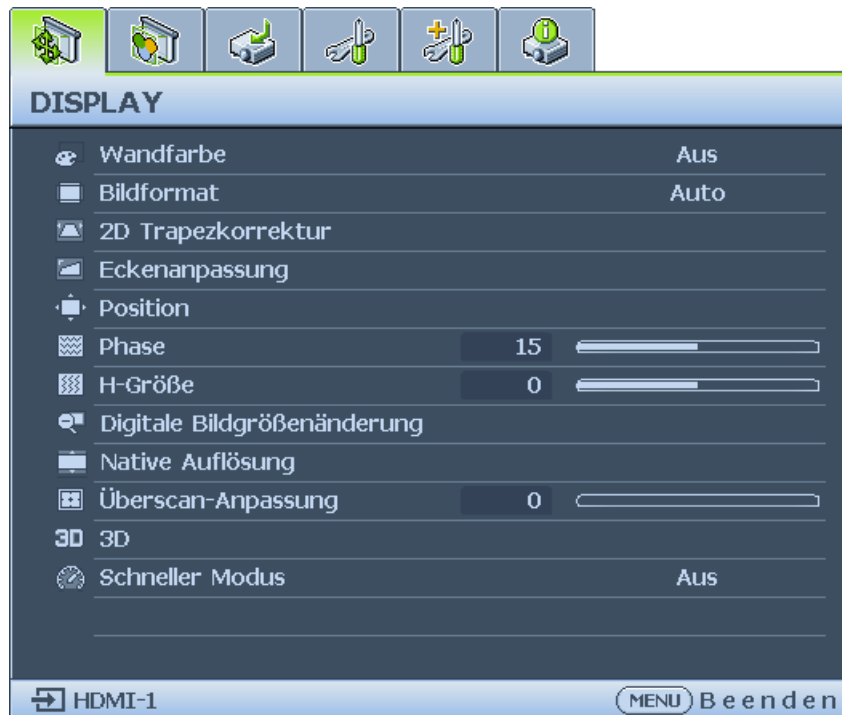 DISPLAY
Wandfarbe Aus
Bildformat Auto
2D Trapezkorrektur
Eckenanpassung
Position
Phase 15
H-Größe 0
Digitale Bildgrößenänderung
Native Auflösung
Überscan-Anpassung 0
3D 3D
Schneller Modus Aus
HDMI-1 MENU Beenden